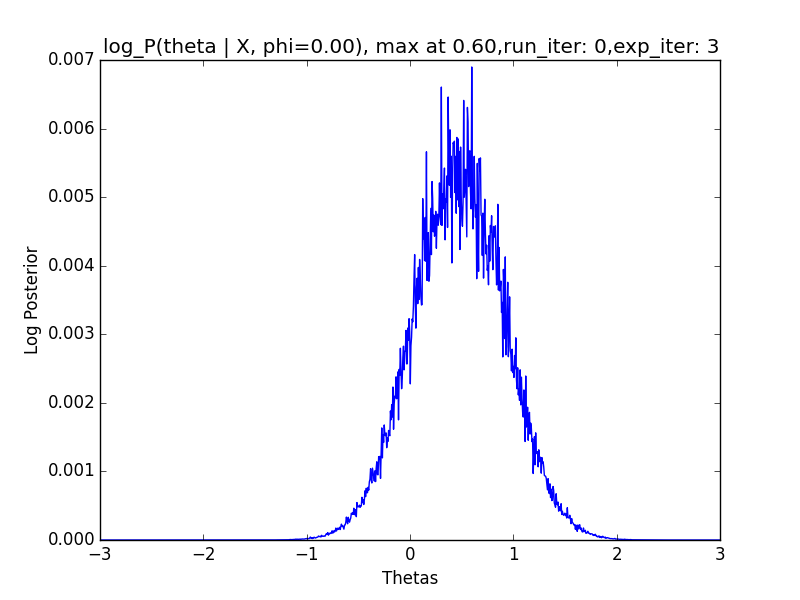 log_P(theta | X, phi=0.00), max at 0.60,run_iter: 0,exp_iter: 3
0.007
0.006
0.005
0.004
0.003
0.002
0.001
0.000
Log Posterior
−3 −2 −1 0 1 2 3
Thetas